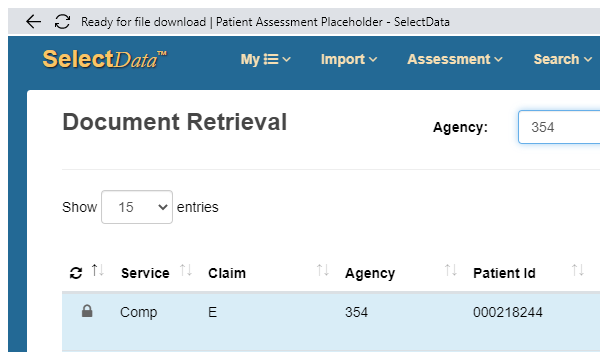 Ready for file download | Patient Assessment Placeholder - SelectData
SelectData™ My Import Assessment Search
Document Retrieval Agency: 354
Show 15 entries
Service Claim Agency Patient Id
Comp E 354 000218244